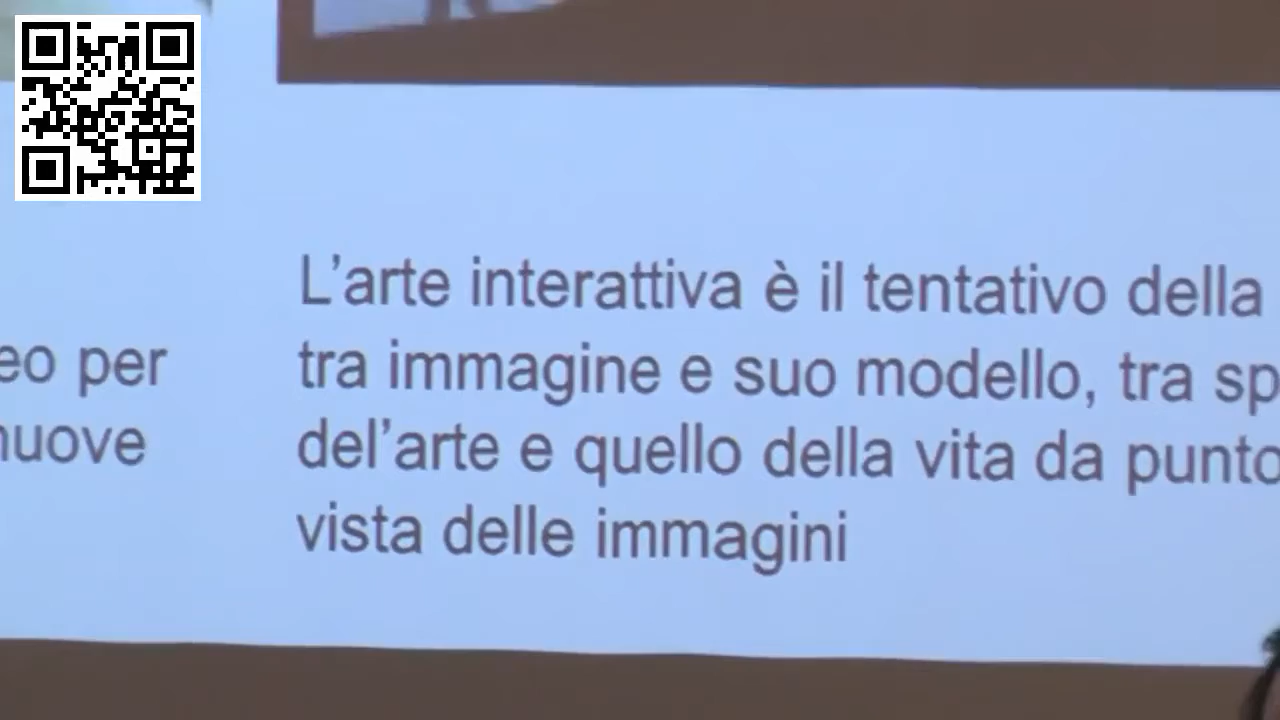 eo per
nuove
L’arte interattiva è il tentativo della
tra immagine e suo modello, tra sp
del’arte e quello della vita da punto
vista delle immagini